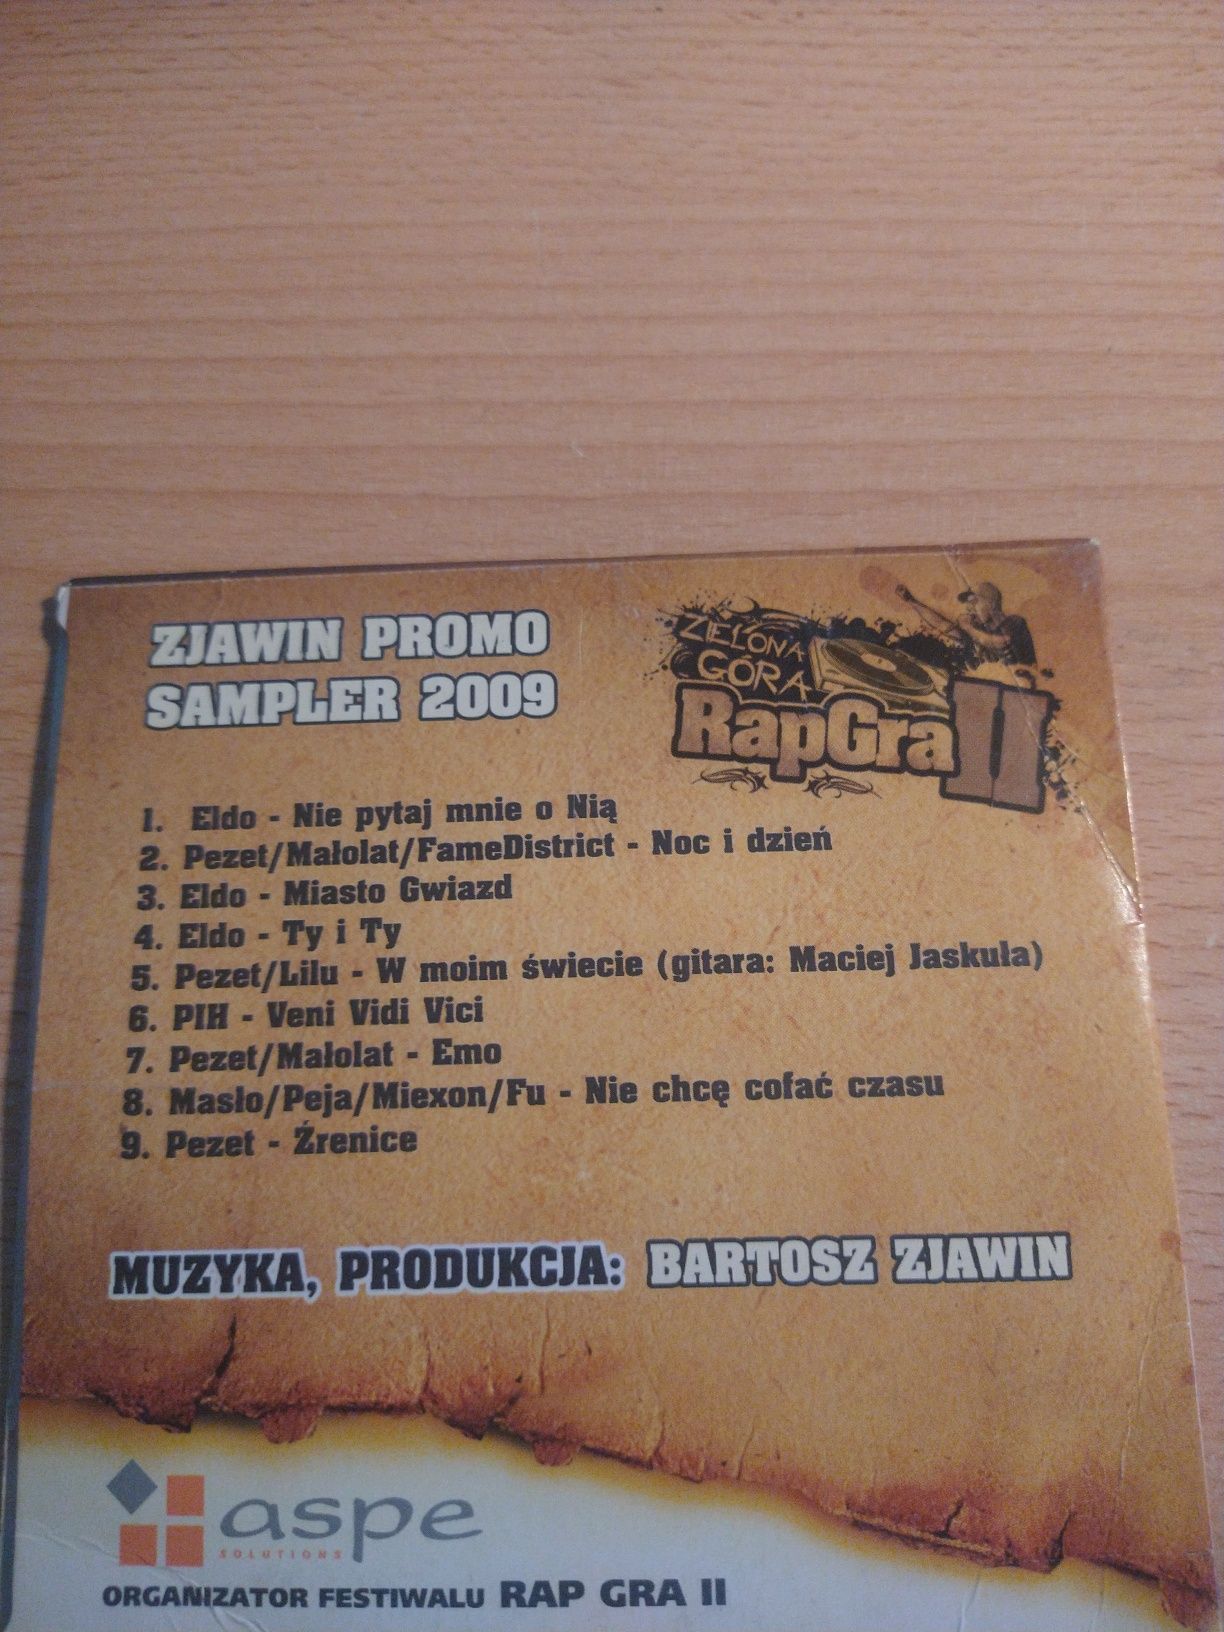 ZJAWIN PROMO
SAMPLER 2009
ZIELONA
GÓRA
RapGra II
1. Eldo - Nie pytaj mnie o Nią
2. Pezet/Małolat/FameDistrict - Noc i dzień
3. Eldo - Miasto Gwiazd
4. Eldo - Ty i Ty
5. Pezet/Lilu - W moim świecie (gitara: Maciej Jaskuła)
6. PIH - Veni Vidi Vici
7. Pezet/Małolat - Emo
8. Masło/Peja/Miexon/Fu - Nie chcę cofać czasu
9. Pezet - Źrenice
MUZYKA, PRODUKCJA: BARTOSZ ZJAWIN
aspe
SOLUTIONS
ORGANIZATOR FESTIWALU RAP GRA II